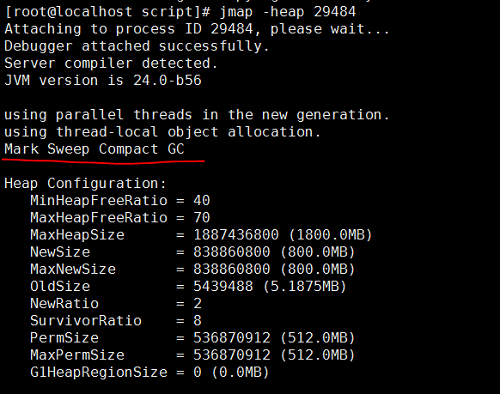 [root@localhost script]# jmap -heap 29484
Attaching to process ID 29484, please wait...
Debugger attached successfully.
Server compiler detected.
JVM version is 24.0-b56
using parallel threads in the new generation.
using thread-local object allocation.
Mark Sweep Compact GC
Heap Configuration:
MinHeapFreeRatio = 40
MaxHeapFreeRatio = 70
MaxHeapSize      = 1887436800 (1800.0MB)
NewSize          = 838860800 (800.0MB)
MaxNewSize       = 838860800 (800.0MB)
OldSize          = 5439488 (5.1875MB)
NewRatio         = 2
SurvivorRatio    = 8
PermSize         = 536870912 (512.0MB)
MaxPermSize      = 536870912 (512.0MB)
G1HeapRegionSize = 0 (0.0MB)